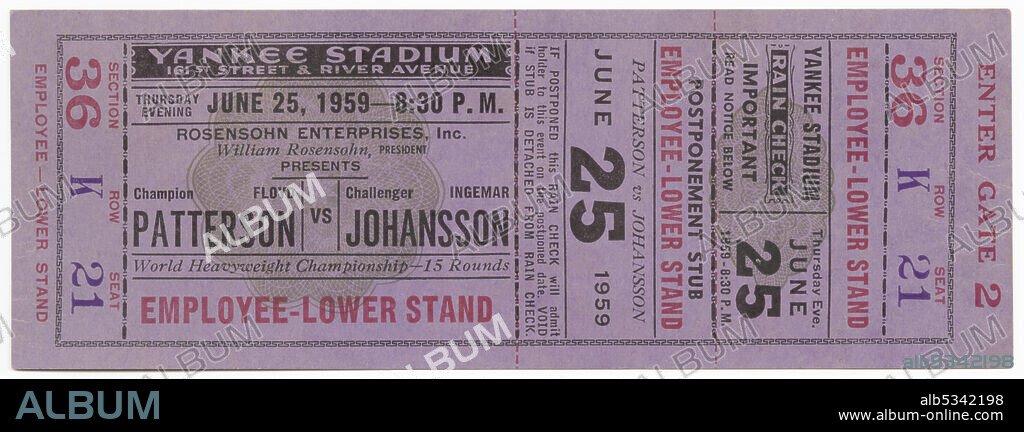 SECTION
36
ROW
K
SEAT
21
EMPLOYEE-LOWER STAND
YANKEE STADIUM
161ST STREET & RIVER AVENUE
THURSDAY EVENING JUNE 25, 1959—8:30 P.M.
ROSENSOHN ENTERPRISES, Inc.
William Rosensohn, PRESIDENT
PRESENTS
Champion FLOYD
PATTERSON
VS
Challenger INGEMAR
JOHANSSON
World Heavyweight Championship—15 Rounds
EMPLOYEE-LOWER STAND
IF POSTPONED this RAIN CHECK will admit
holder to this event on the postponed date. VOID
if STUB IS DETACHED FROM RAIN CHECK.
JUNE 25 1959
PATTERSON vs JOHANSSON
EMPLOYEE-LOWER STAND
POSTPONEMENT STUB
YANKEE STADIUM
RAIN CHECK
IMPORTANT
READ NOTICE BELOW
Thursday Eve.
JUNE
25
1959-8:30 P.M.
EMPLOYEE-LOWER STAND
SECTION
36
ROW
K
SEAT
21
ENTER GATE 2
ALBUM
ALBUM
ALBUM
alb5342198
ALBUM
alb5342198
www.album-online.com